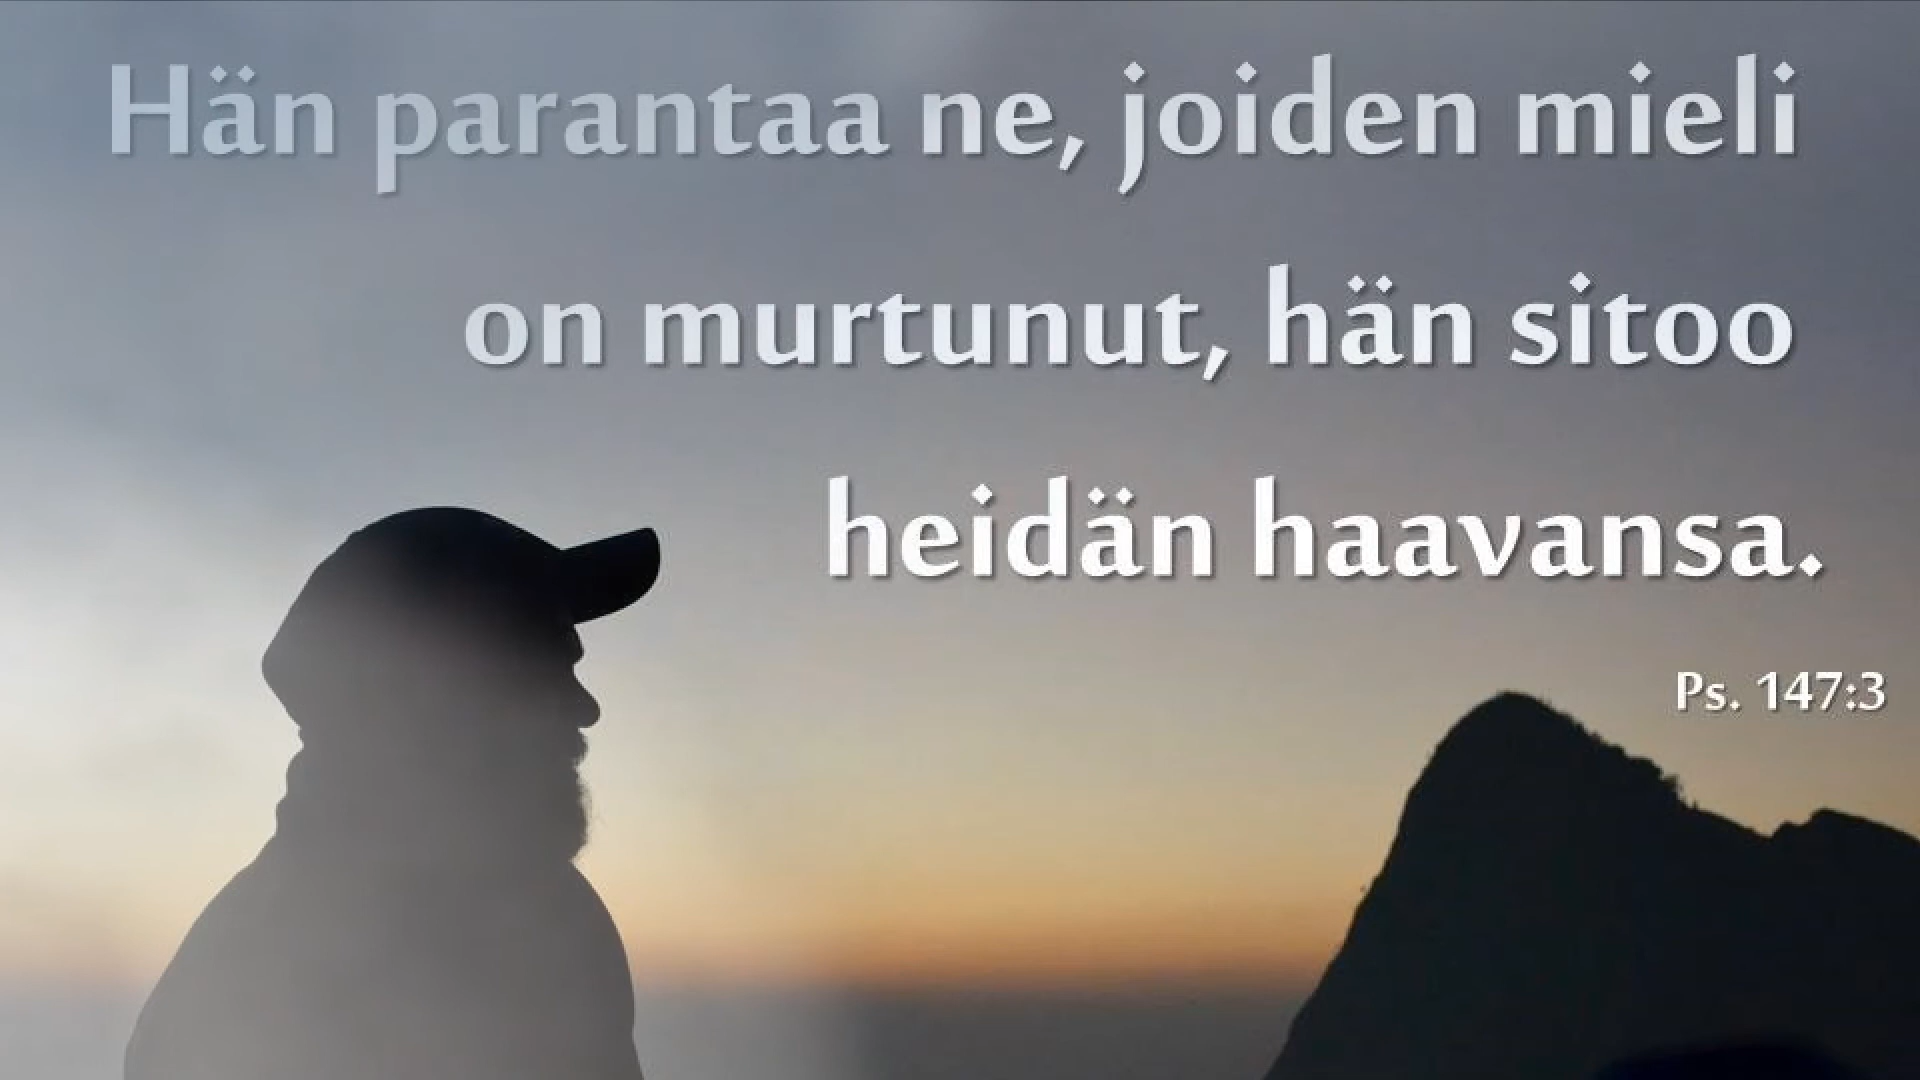 Hän parantaa ne, joiden mieli
on murtunut, hän sitoo
heidän haavansa.
Ps. 147:3